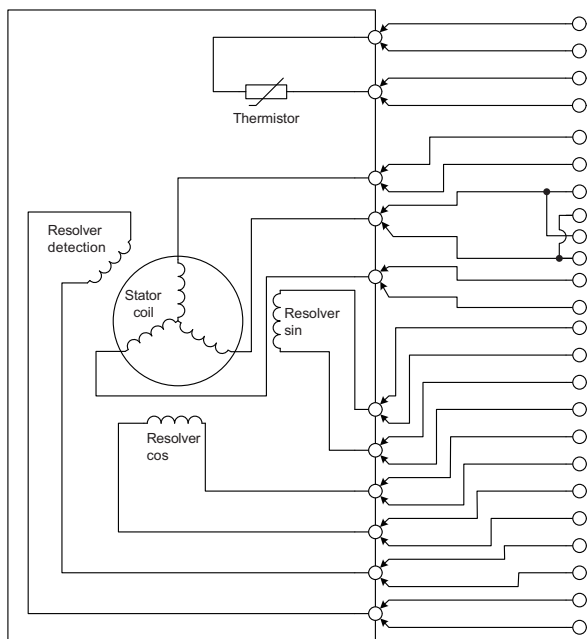 Thermistor
Resolver
detection
Stator
coil
Resolver
sin
Resolver
cos